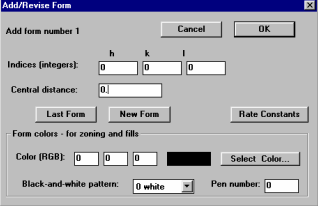 Add/Revise Form
Add form number 1 Cancel OK
h k l
Indices (integers): 0 0 0
Central distance: 0.
Last Form New Form Rate Constants
Form colors - for zoning and fills
Color (RGB): 0 0 0 Select Color...
Black-and-white pattern: 0 white Pen number: 0